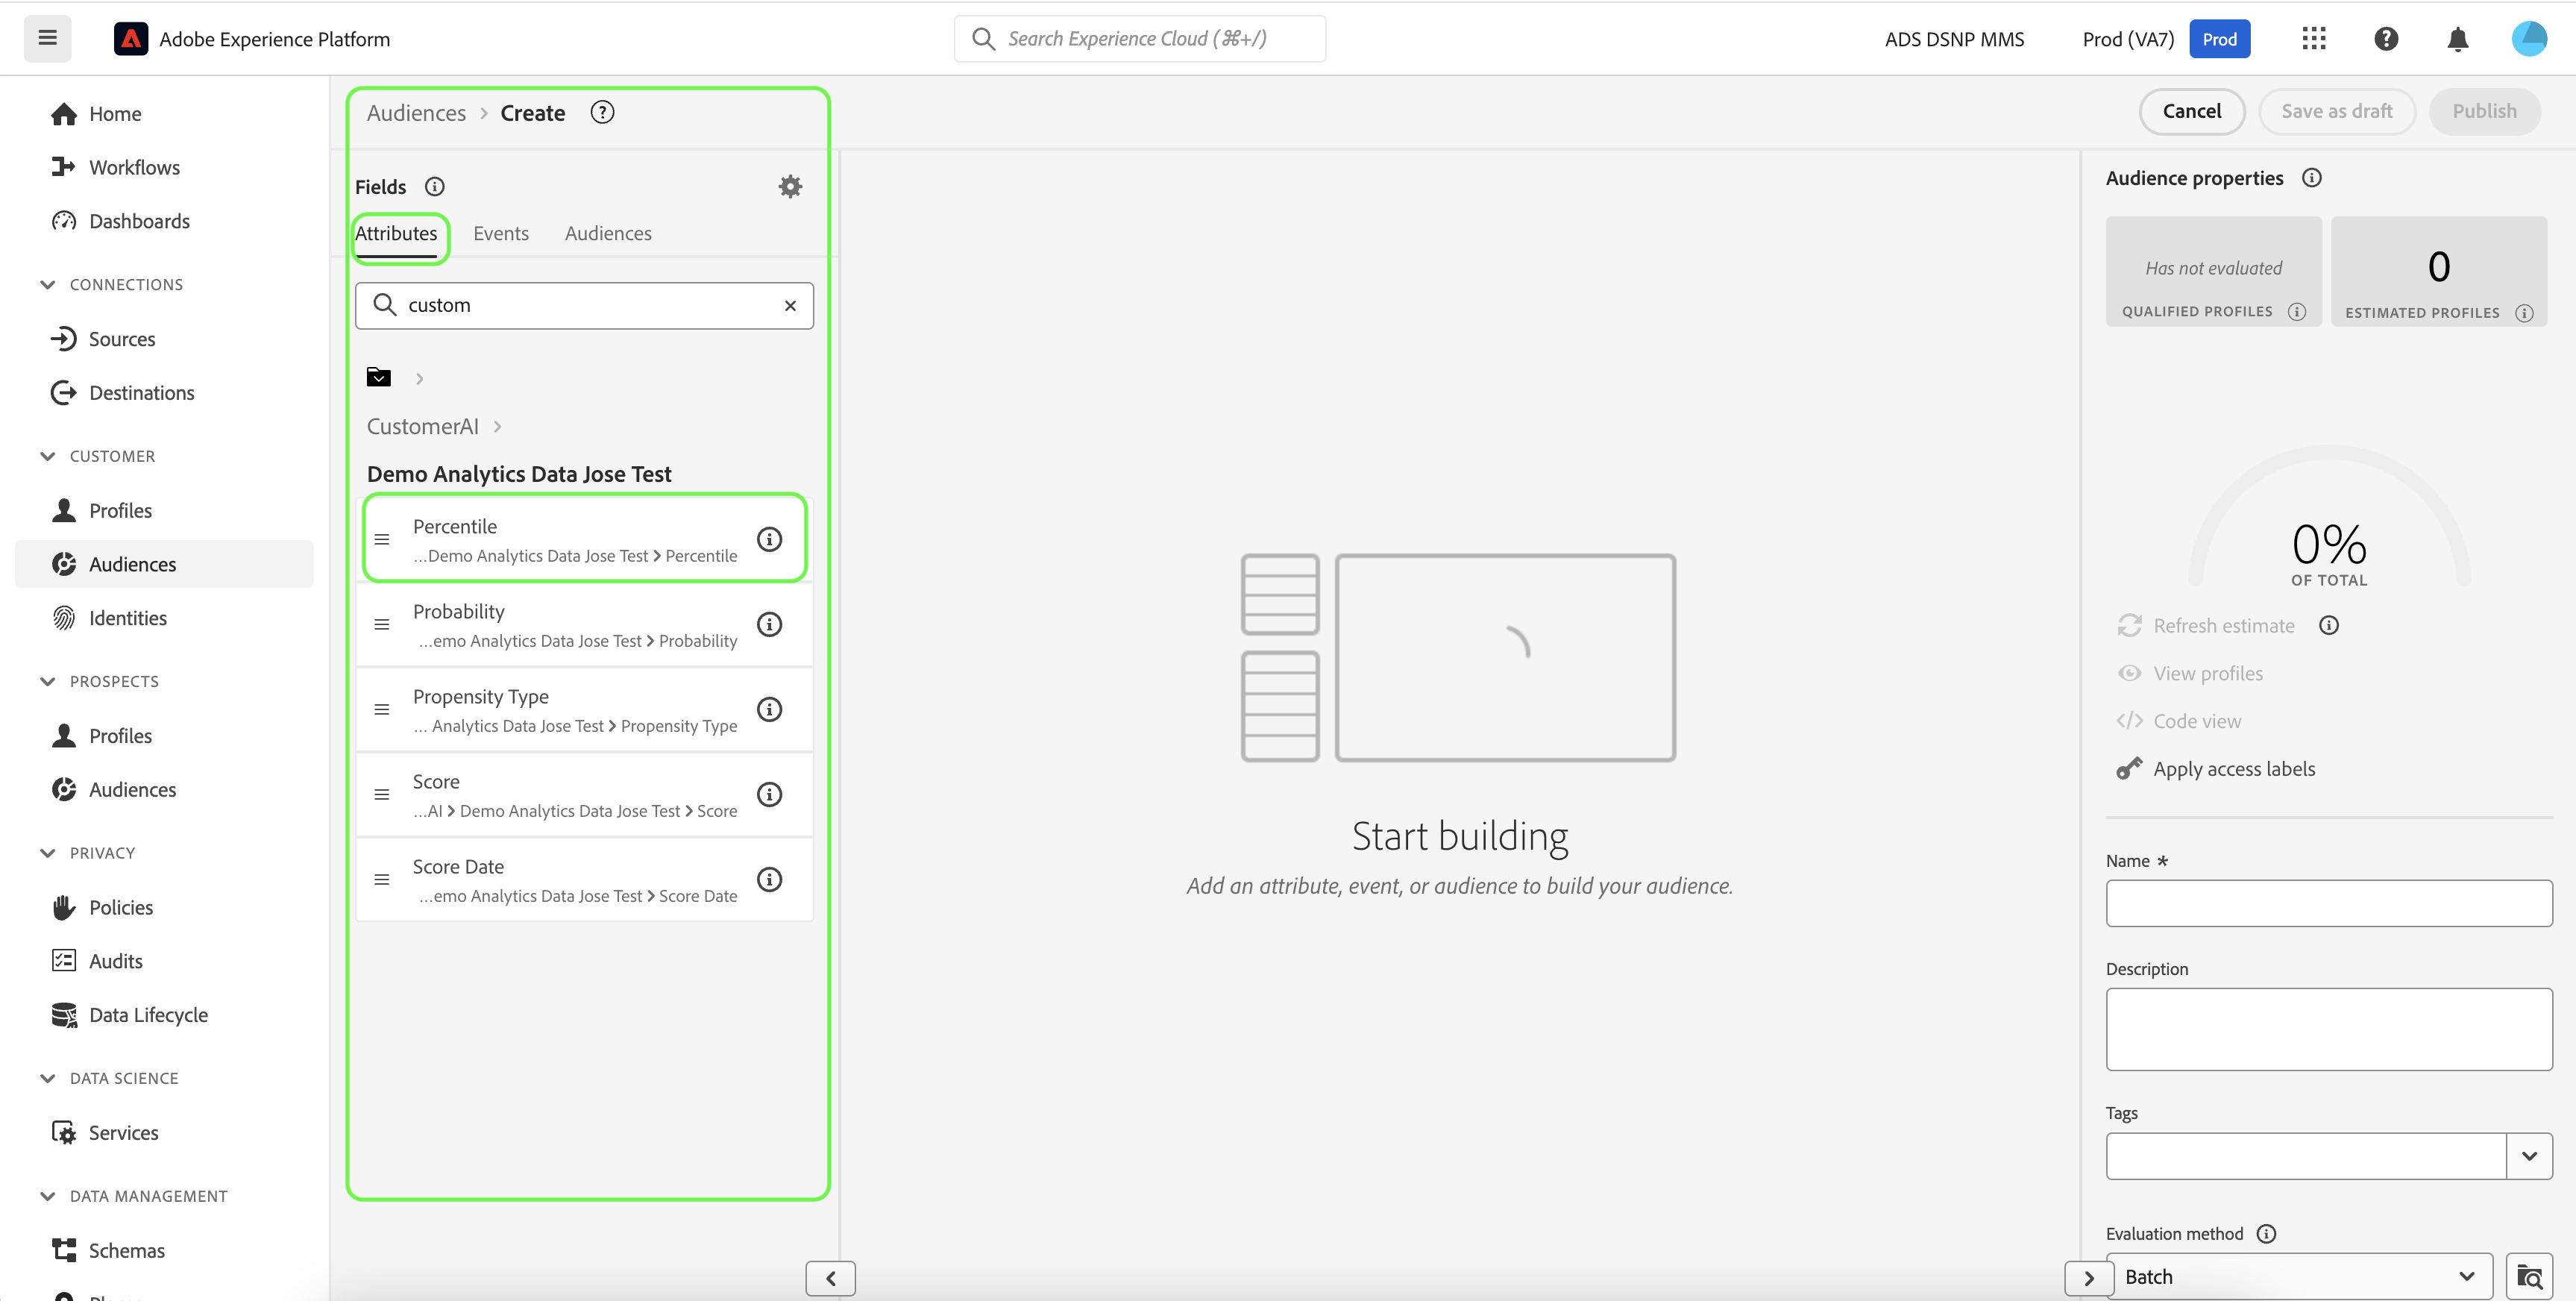 Adobe Experience Platform
Search Experience Cloud (⌘+/)
ADS DSNP MMS
Prod (VA7)
Prod
Home
Workflows
Dashboards
CONNECTIONS
Sources
Destinations
CUSTOMER
Profiles
Audiences
Identities
PROSPECTS
Profiles
Audiences
PRIVACY
Policies
Audits
Data Lifecycle
DATA SCIENCE
Services
DATA MANAGEMENT
Schemas
Audiences > Create
Cancel
Save as draft
Publish
Fields
Attributes
Events
Audiences
custom
CustomerAI >
Demo Analytics Data Jose Test
Percentile
...Demo Analytics Data Jose Test > Percentile
Probability
...emo Analytics Data Jose Test > Probability
Propensity Type
... Analytics Data Jose Test > Propensity Type
Score
...AI > Demo Analytics Data Jose Test > Score
Score Date
...emo Analytics Data Jose Test > Score Date
Start building
Add an attribute, event, or audience to build your audience.
Audience properties
Has not evaluated
QUALIFIED PROFILES
0
ESTIMATED PROFILES
0%
OF TOTAL
Refresh estimate
View profiles
Code view
Apply access labels
Name *
Description
Tags
Evaluation method
Batch